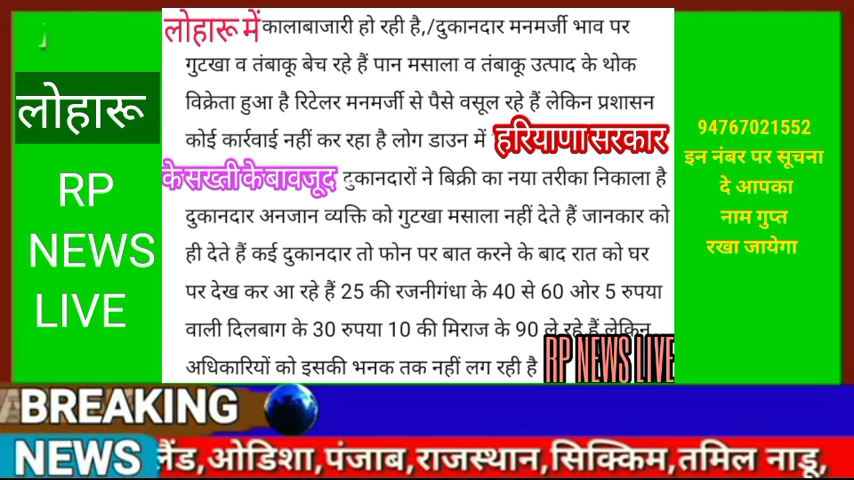 लोहारू
RP
NEWS
LIVE
लोहारू में कालाबाजारी हो रही है,/दुकानदार मनमर्जी भाव पर
गुटखा व तंबाकू बेच रहे हैं पान मसाला व तंबाकू उत्पाद के थोक
विक्रेता हुआ है रिटेलर मनमर्जी से पैसे वसूल रहे हैं लेकिन प्रशासन
कोई कार्रवाई नहीं कर रहा है लोग डाउन में हरियाणा सरकार
के सख्ती के बावजूद दुकानदारों ने बिक्री का नया तरीका निकाला है
दुकानदार अनजान व्यक्ति को गुटखा मसाला नहीं देते हैं जानकार को
ही देते हैं कई दुकानदार तो फोन पर बात करने के बाद रात को घर
पर देख कर आ रहे हैं 25 की रजनीगंधा के 40 से 60 ओर 5 रुपया
वाली दिलबाग के 30 रुपया 10 की मिराज के 90 ले रहे हैं लेकिन
अधिकारियों को इसकी भनक तक नहीं लग रही है
RP NEWS LIVE
94767021552
इन नंबर पर सूचना
दे आपका
नाम गुप्त
रखा जायेगा
BREAKING
NEWS
लैंड,ओडिशा,पंजाब,राजस्थान,सिक्किम,तमिल नाडू,